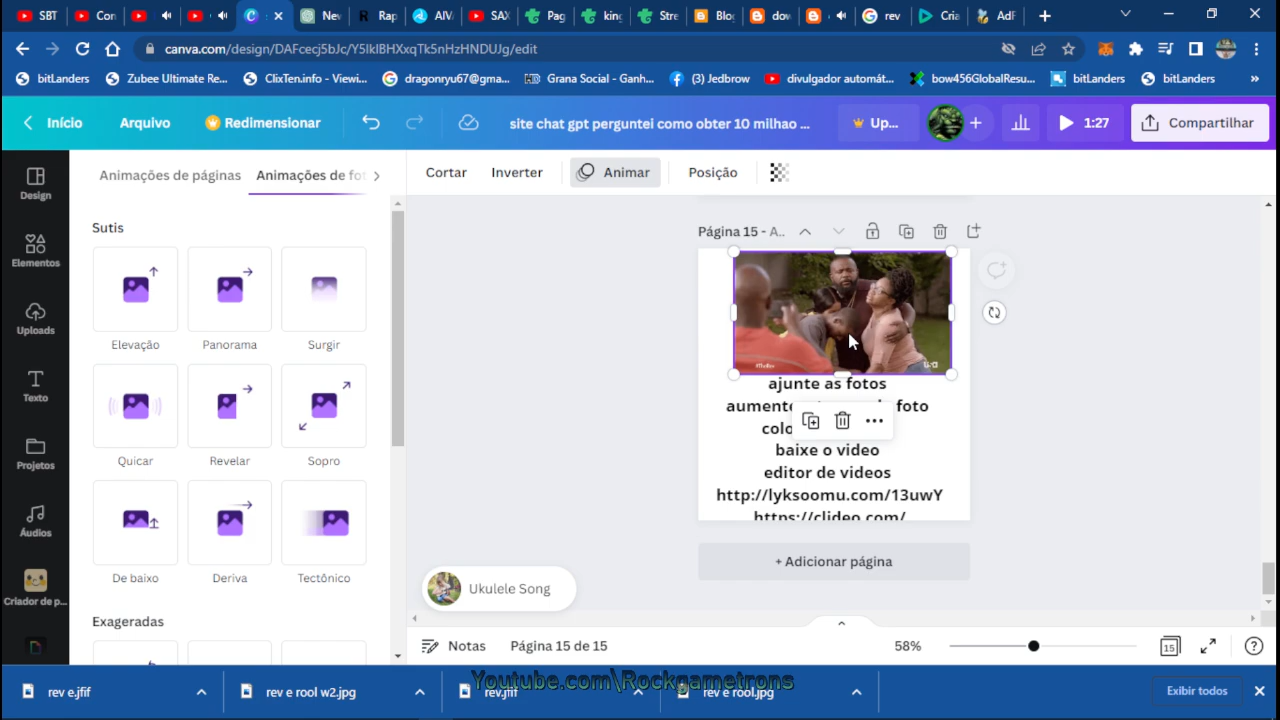 SBT
Con
C
Nev
Rap
AIV
SAX
Pag
king
Stre
Blog
dow
a
rev
Cria
AdF
canva.com/design/DAFcecj5bJc/Y5lklBHXxqTk5nHzHNDUJg/edit
bitLanders
Zubee Ultimate Re...
ClixTen.info - Viewi...
dragonryu67@gma...
Grana Social - Ganh...
(3) Jedbrow
divulgador automát...
bow456GlobalResu...
bitLanders
bitLanders
»
Início
Arquivo
Redimensionar
site chat gpt perguntei como obter 10 milhao ...
Up...
1:27
Compartilhar
Design
Elementos
Uploads
Texto
Projetos
Áudios
Criador de p...
Animações de páginas
Animações de fot
Sutis
Elevação
Panorama
Surgir
Quicar
Revelar
Sopro
De baixo
Deriva
Tectônico
Exageradas
Cortar
Inverter
Animar
Posição
Página 15 - A...
ajunte as fotos
foto
baixe o video
editor de videos
http://lyksoomu.com/13uwY
https://clideo.com/
+ Adicionar página
Ukulele Song
Notas
Página 15 de 15
58%
15
rev e.jfif
rev e rool w2.jpg
rev.jfif
rev e rool.jpg
Exibir todos
Youtube.com\Rockgametrons